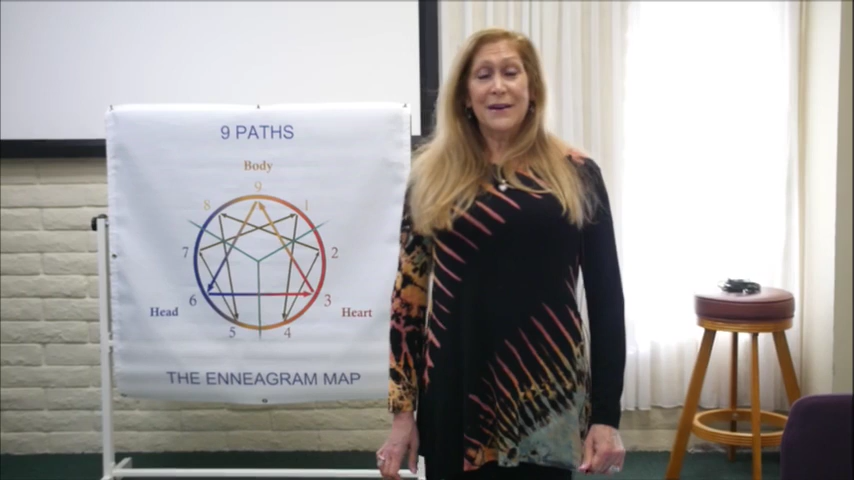 9 PATHS
Body
9
8 1
7 2
6 3
Head Heart
5 4
THE ENNEAGRAM MAP